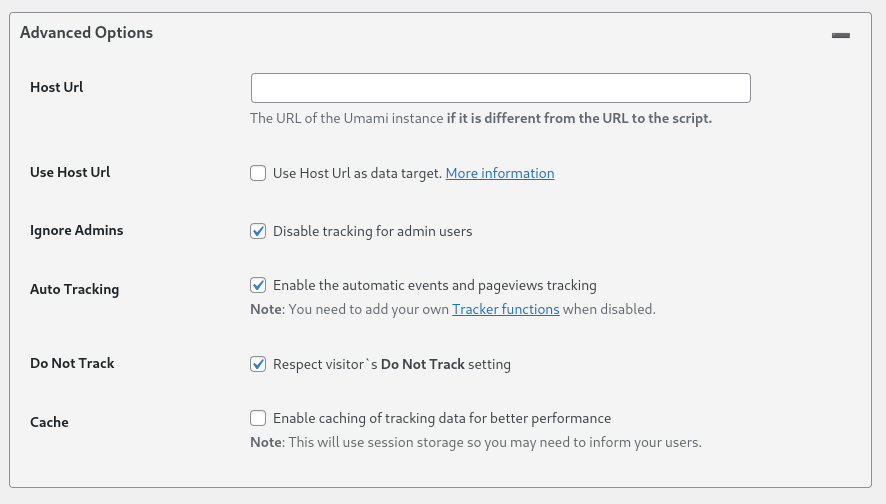 Advanced Options
Host Url
The URL of the Umami instance if it is different from the URL to the script.
Use Host Url
Use Host Url as data target. More information
Ignore Admins
Disable tracking for admin users
Auto Tracking
Enable the automatic events and pageviews tracking
Note: You need to add your own Tracker functions when disabled.
Do Not Track
Respect visitor`s Do Not Track setting
Cache
Enable caching of tracking data for better performance
Note: This will use session storage so you may need to inform your users.